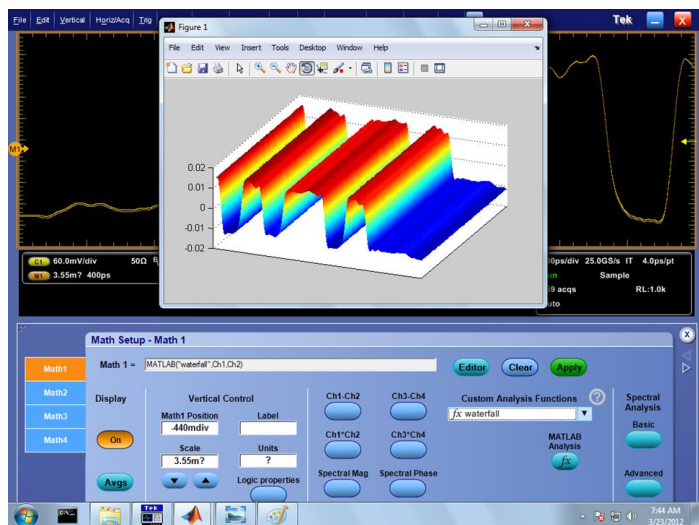 File Edit Vertical Horiz/Acq Trig
Tek
Figure 1
File Edit View Insert Tools Desktop Window Help
0.02
0.01
0
-0.01
-0.02
M1
C1 60.0mV/div 50Ω
M1 3.55m? 400ps
0ps/div 25.0GS/s IT 4.0ps/pt
Sample
acqs RL:1.0k
uto
Math Setup - Math 1
Math1
Math2
Math3
Math4
Math 1 = MATLAB("waterfall",Ch1,Ch2)
Editor Clear Apply
Display
On
Avgs
Vertical Control
Math1 Position
-440mdiv
Label
Scale
3.55m?
Units
?
Logic properties
Ch1-Ch2
Ch3-Ch4
Ch1*Ch2
Ch3*Ch4
Spectral Mag
Spectral Phase
Custom Analysis Functions
fx waterfall
MATLAB
Analysis
fx
Spectral
Analysis
Basic
Advanced
Tek
7:44 AM
3/23/2012